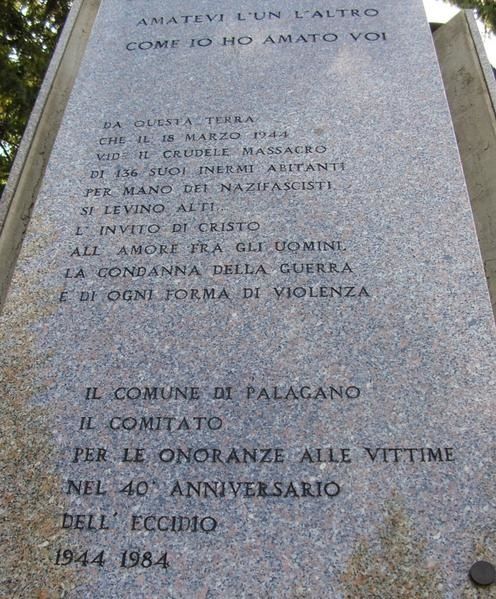 AMATEVI L'UN L'ALTRO
COME IO HO AMATO VOI
DA QUESTA TERRA
CHE IL 18 MARZO 1944
VIDE IL CRUDELE MASSACRO
DI 136 SUOI INERMI ABITANTI
PER MANO DEI NAZIFASCISTI
SI LEVINO ALTI...
L' INVITO DI CRISTO
ALL' AMORE FRA GLI UOMINI,
LA CONDANNA DELLA GUERRA
E DI OGNI FORMA DI VIOLENZA
IL COMUNE DI PALAGANO
IL COMITATO
PER LE ONORANZE ALLE VITTIME
NEL 40° ANNIVERSARIO
DELL' ECCIDIO
1944 1984